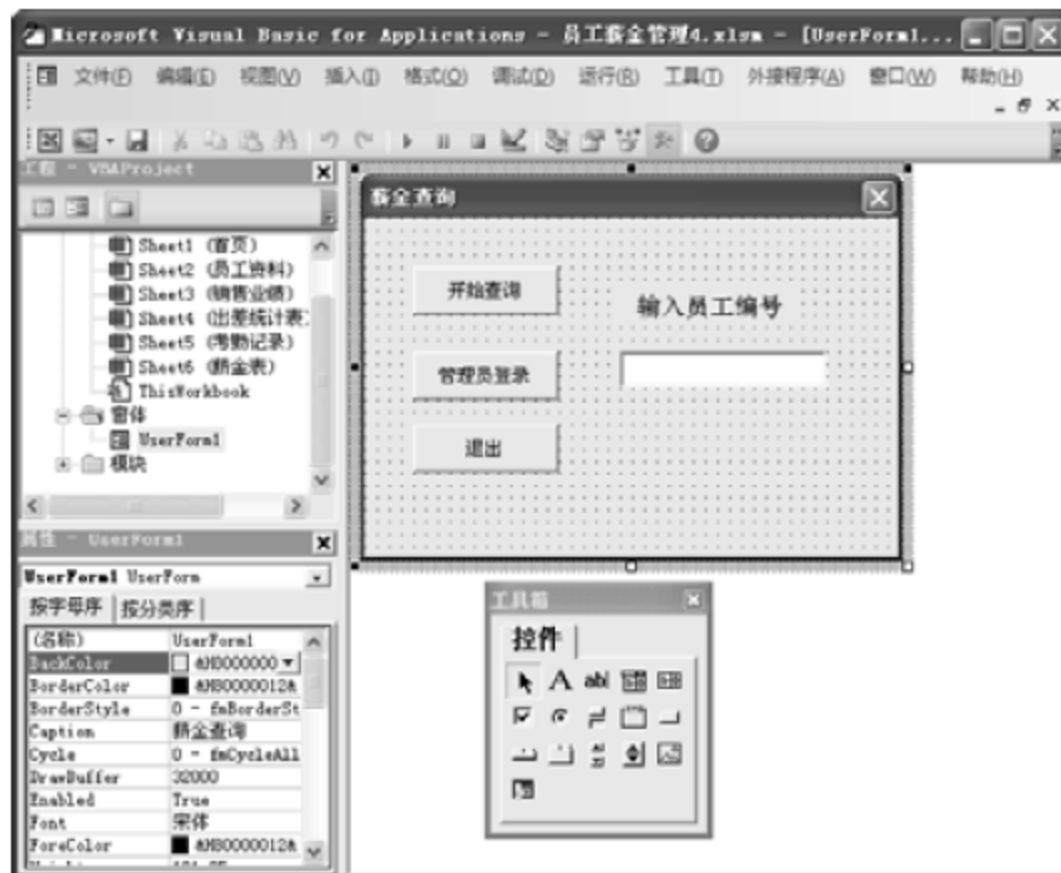 Microsoft Visual Basic for Applications - 员工薪金管理4.xlsm - [UserForm1...
文件(F) 编辑(E) 视图(V) 插入(I) 格式(O) 调试(D) 运行(R) 工具(T) 外接程序(A) 窗口(W) 帮助(H)
工程 - VBAProject
Sheet1 (首页)
Sheet2 (员工资料)
Sheet3 (销售业绩)
Sheet4 (出差统计表
Sheet5 (考勤记录)
Sheet6 (薪金表)
ThisWorkbook
窗体
UserForm1
模块
薪金查询
开始查询
输入员工编号
管理员登录
退出
属性 - UserForm1
UserForm1 UserForm
按字母序 按分类序
(名称) UserForm1
BackColor &H8000000
BorderColor &H80000012&
BorderStyle 0 - fmBorderSt
Caption 薪金查询
Cycle 0 - fmCycleAll
DrawBuffer 32000
Enabled True
Font 宋体
ForeColor &H80000012&
工具箱
控件
A abl